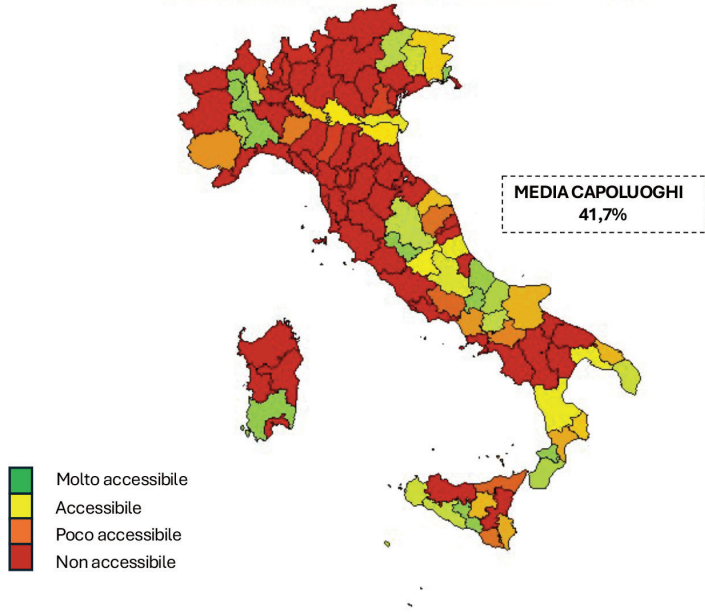 MEDIA CAPOLUOGHI
41,7%
Molto accessibile
Accessibile
Poco accessibile
Non accessibile